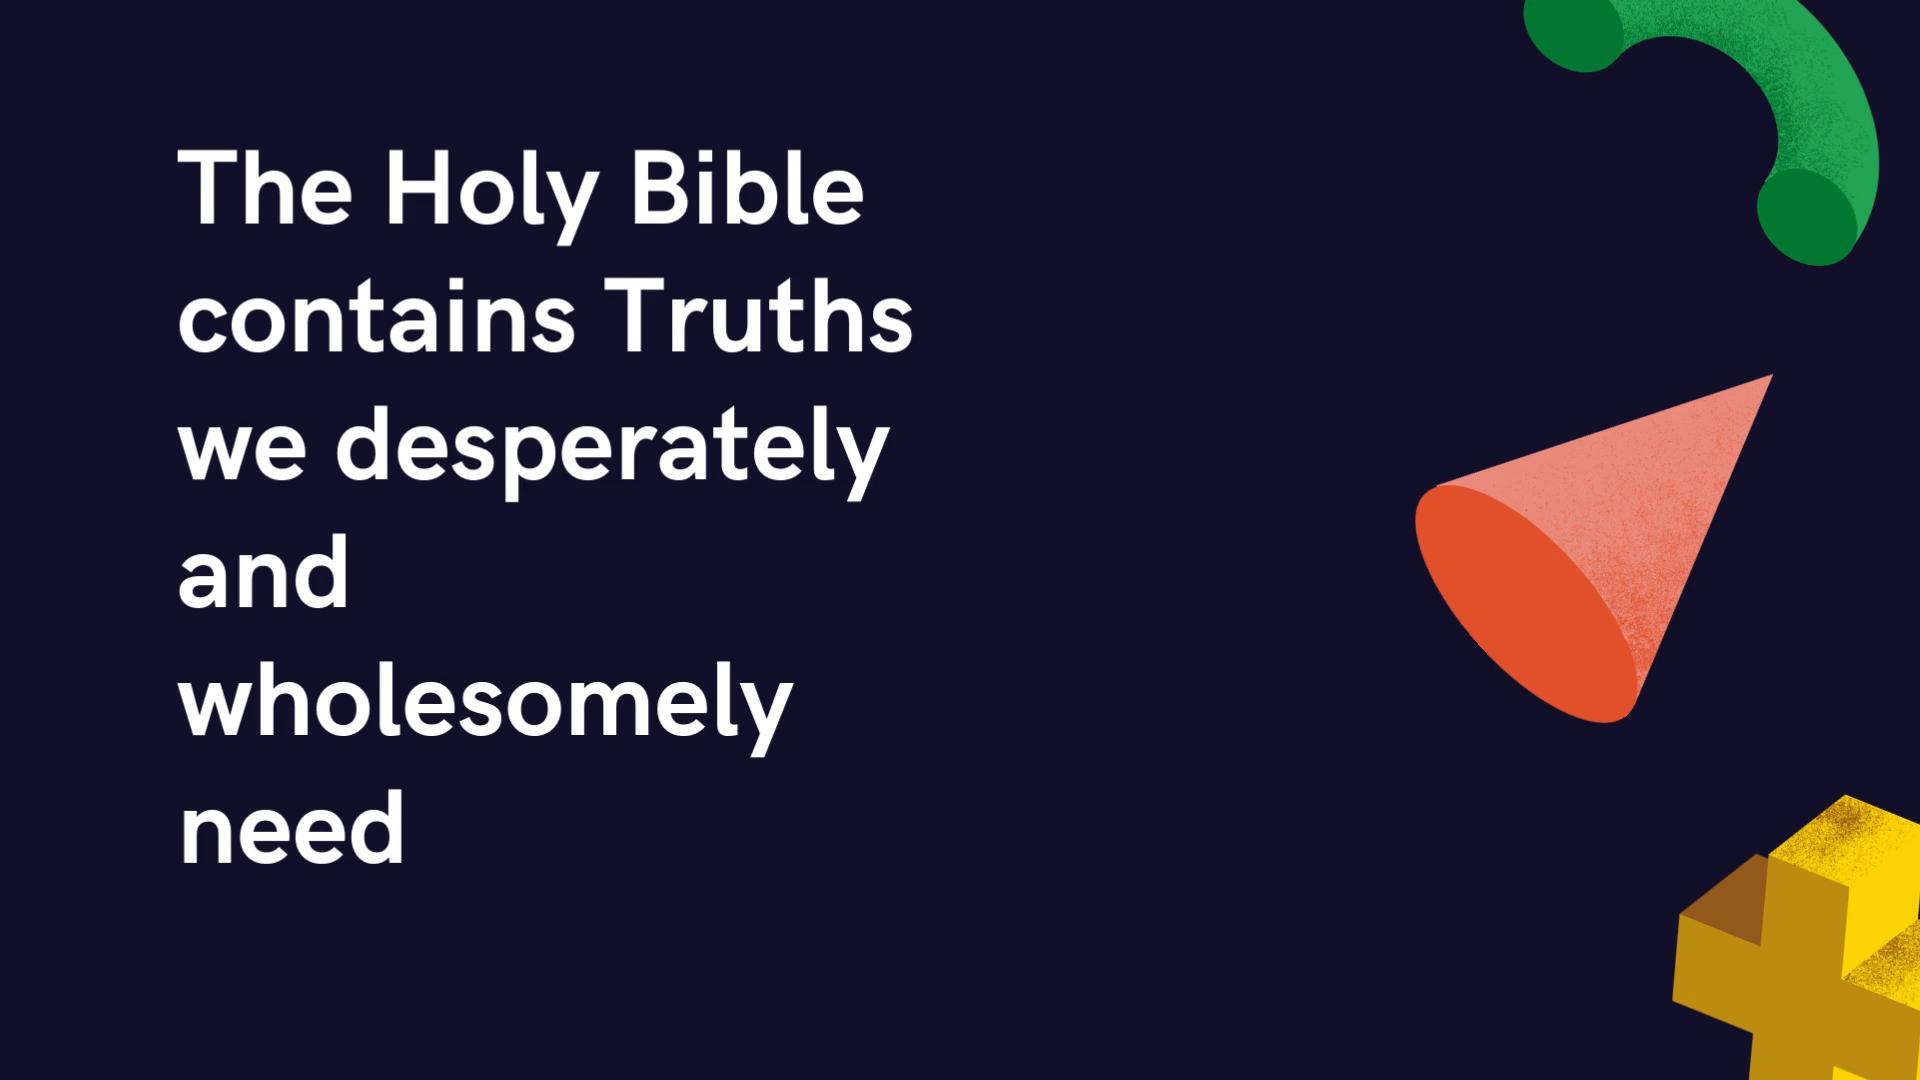 The Holy Bible
contains Truths
we desperately
and
wholesomely
need